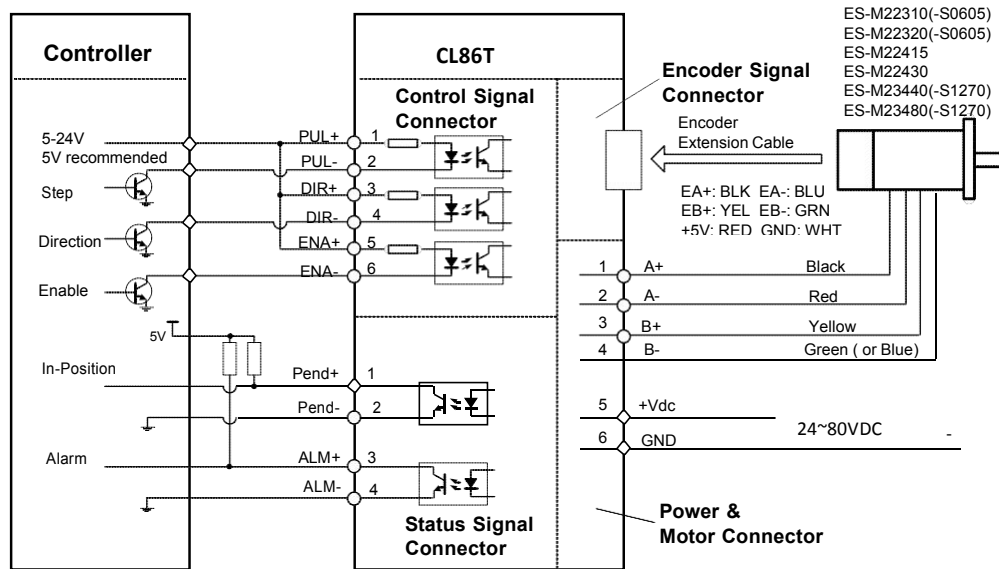 ES-M22310(-S0605)
ES-M22320(-S0605)
ES-M22415
ES-M22430
ES-M23440(-S1270)
ES-M23480(-S1270)
Controller
CL86T
Encoder Signal
Connector
Control Signal
Connector
Encoder
Extension Cable
EA+: BLK EA-: BLU
EB+: YEL EB-: GRN
+5V: RED GND: WHT
5-24V
5V recommended
Step
Direction
Enable
PUL+ 1
PUL- 2
DIR+ 3
DIR- 4
ENA+ 5
ENA- 6
1 A+ Black
2 A- Red
3 B+ Yellow
4 B- Green ( or Blue)
5V
In-Position
Pend+ 1
Pend- 2
5 +Vdc
24~80VDC -
6 GND
Alarm
ALM+ 3
ALM- 4
Status Signal
Connector
Power &
Motor Connector